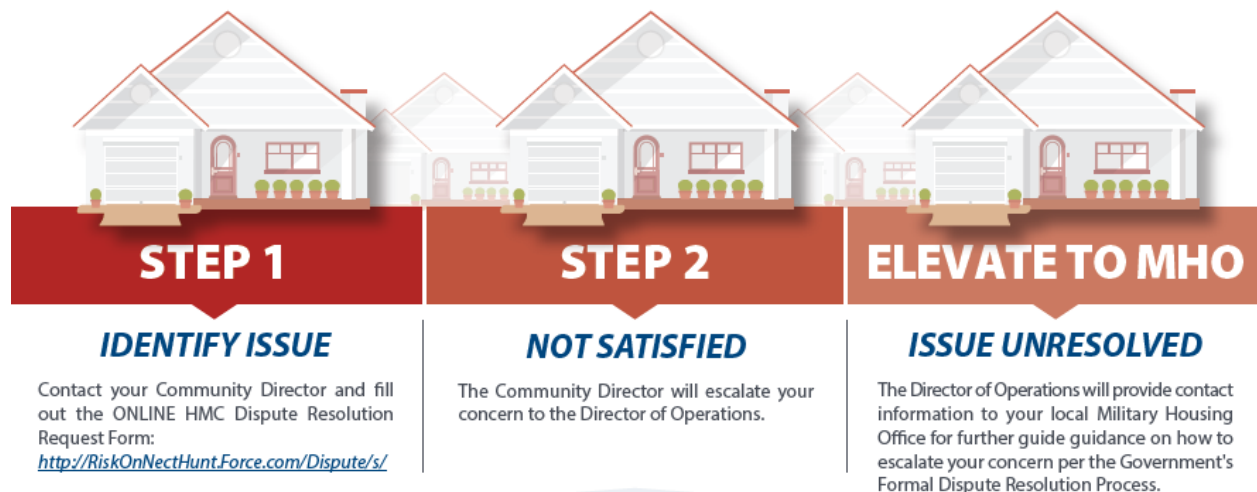 STEP 1
IDENTIFY ISSUE
Contact your Community Director and fill
out the ONLINE HMC Dispute Resolution
Request Form:
http://RiskOnNectHunt.Force.com/Dispute/s/
STEP 2
NOT SATISFIED
The Community Director will escalate your
concern to the Director of Operations.
ELEVATE TO MHO
ISSUE UNRESOLVED
The Director of Operations will provide contact
information to your local Military Housing
Office for further guide guidance on how to
escalate your concern per the Government's
Formal Dispute Resolution Process.